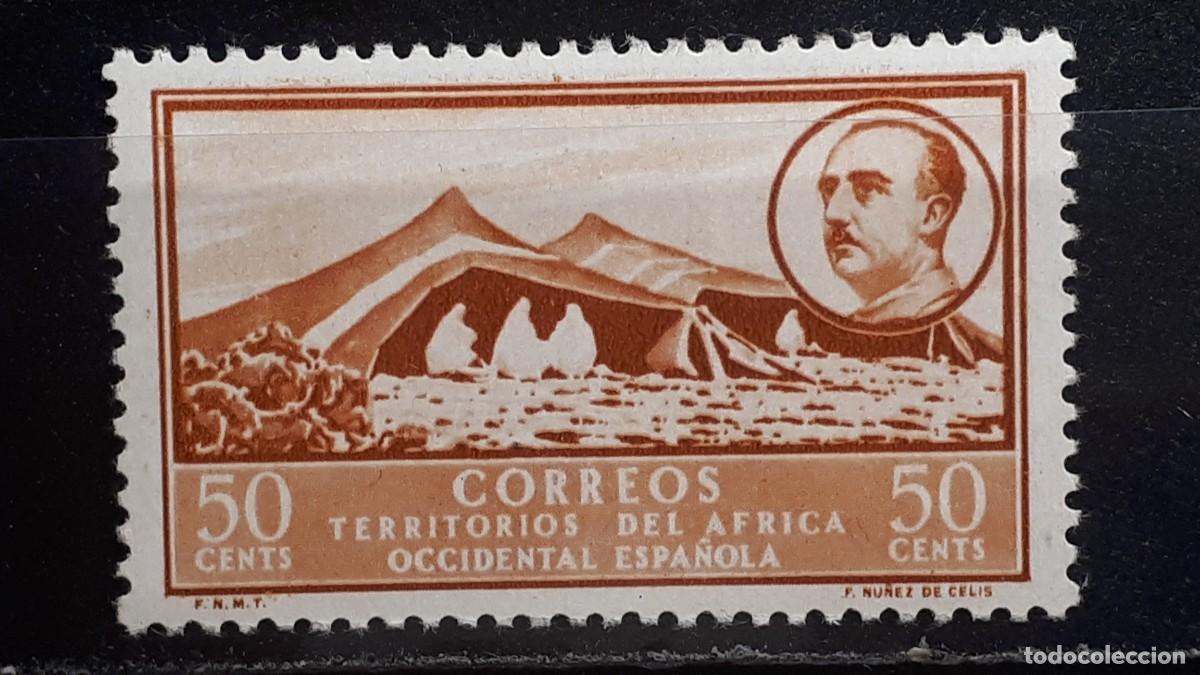 50 CENTS
CORREOS
TERRITORIOS DEL AFRICA
OCCIDENTAL ESPAÑOLA
50 CENTS
F.N.M.T.
F. NUÑEZ DE CELIS
todocoleccion